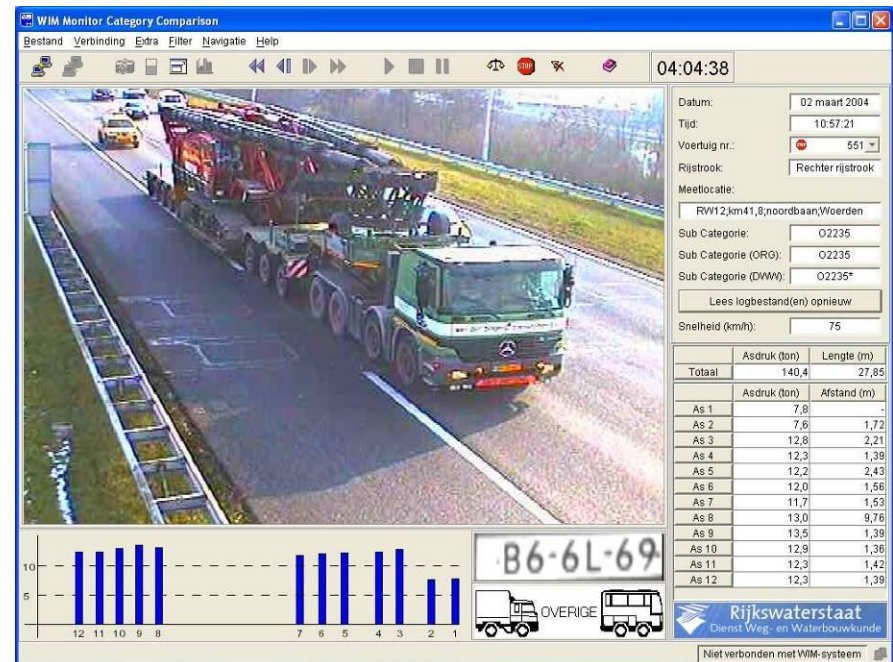 WIM Monitor Category Comparison
Bestand Verbinding Extra Filter Navigatie Help
STOP
04:04:38
Datum: 02 maart 2004
Tijd: 10:57:21
Voertuig nr.: 551
Rijstrook: Rechter rijstrook
Meetlocatie:
RW12;km41,8;noordbaan;Woerden
Sub Categorie: O2235
Sub Categorie (ORG): O2235
Sub Categorie (DWW): O2235*
Lees logbestand(en) opnieuw
Snelheid (km/h): 75
Asdruk (ton) Lengte (m)
Totaal 140,4 27,85
Asdruk (ton) Afstand (m)
As 1 7,8 -
As 2 7,6 1,72
As 3 12,8 2,21
As 4 12,3 1,39
As 5 12,2 2,43
As 6 12,0 1,56
As 7 11,7 1,53
As 8 13,0 9,76
As 9 13,5 1,39
As 10 12,9 1,36
As 11 12,3 1,42
As 12 12,3 1,39
10
5
12 11 10 9 8 7 6 5 4 3 2 1
B6-6L-69
OVERIGE
Rijkswaterstaat
Dienst Weg- en Waterbouwkunde
Niet verbonden met WIM-systeem